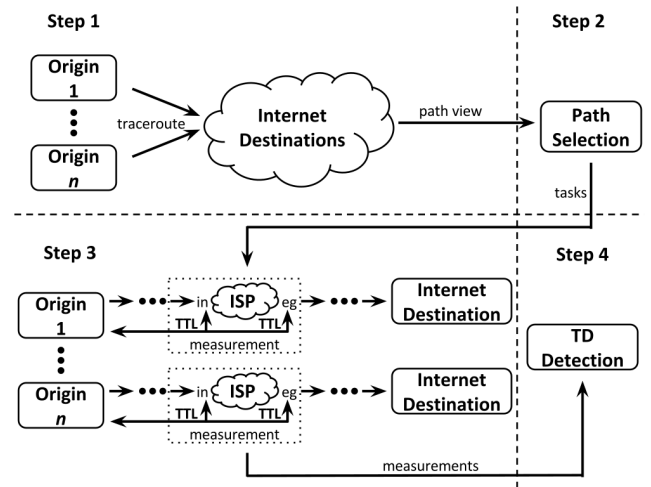 Step 1
Step 2
Origin
1
Origin
n
traceroute
Internet
Destinations
path view
Path
Selection
tasks
Step 3
Step 4
Origin
1
in
ISP
eg
TTL
TTL
measurement
Internet
Destination
Origin
n
in
ISP
eg
TTL
TTL
measurement
Internet
Destination
TD
Detection
measurements